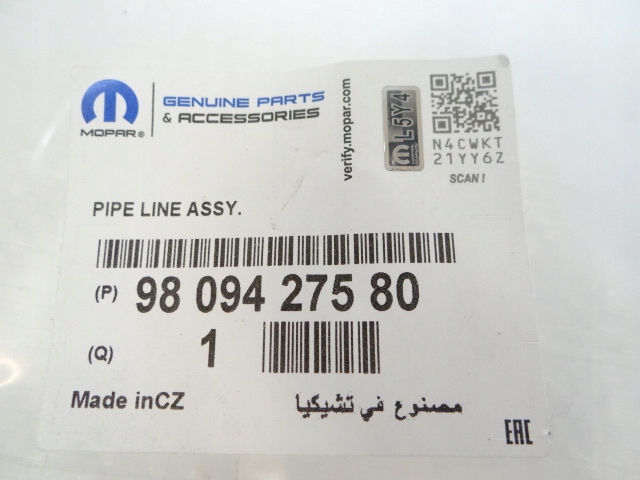 MOPAR®
GENUINE PARTS
& ACCESSORIES
verify.mopar.com
L5Y4
N4CWKT
21YY6Z
SCAN!
PIPE LINE ASSY.
(P) 98 094 275 80
(Q) 1
Made inCZ
مصنوع في تشيكيا
EAC